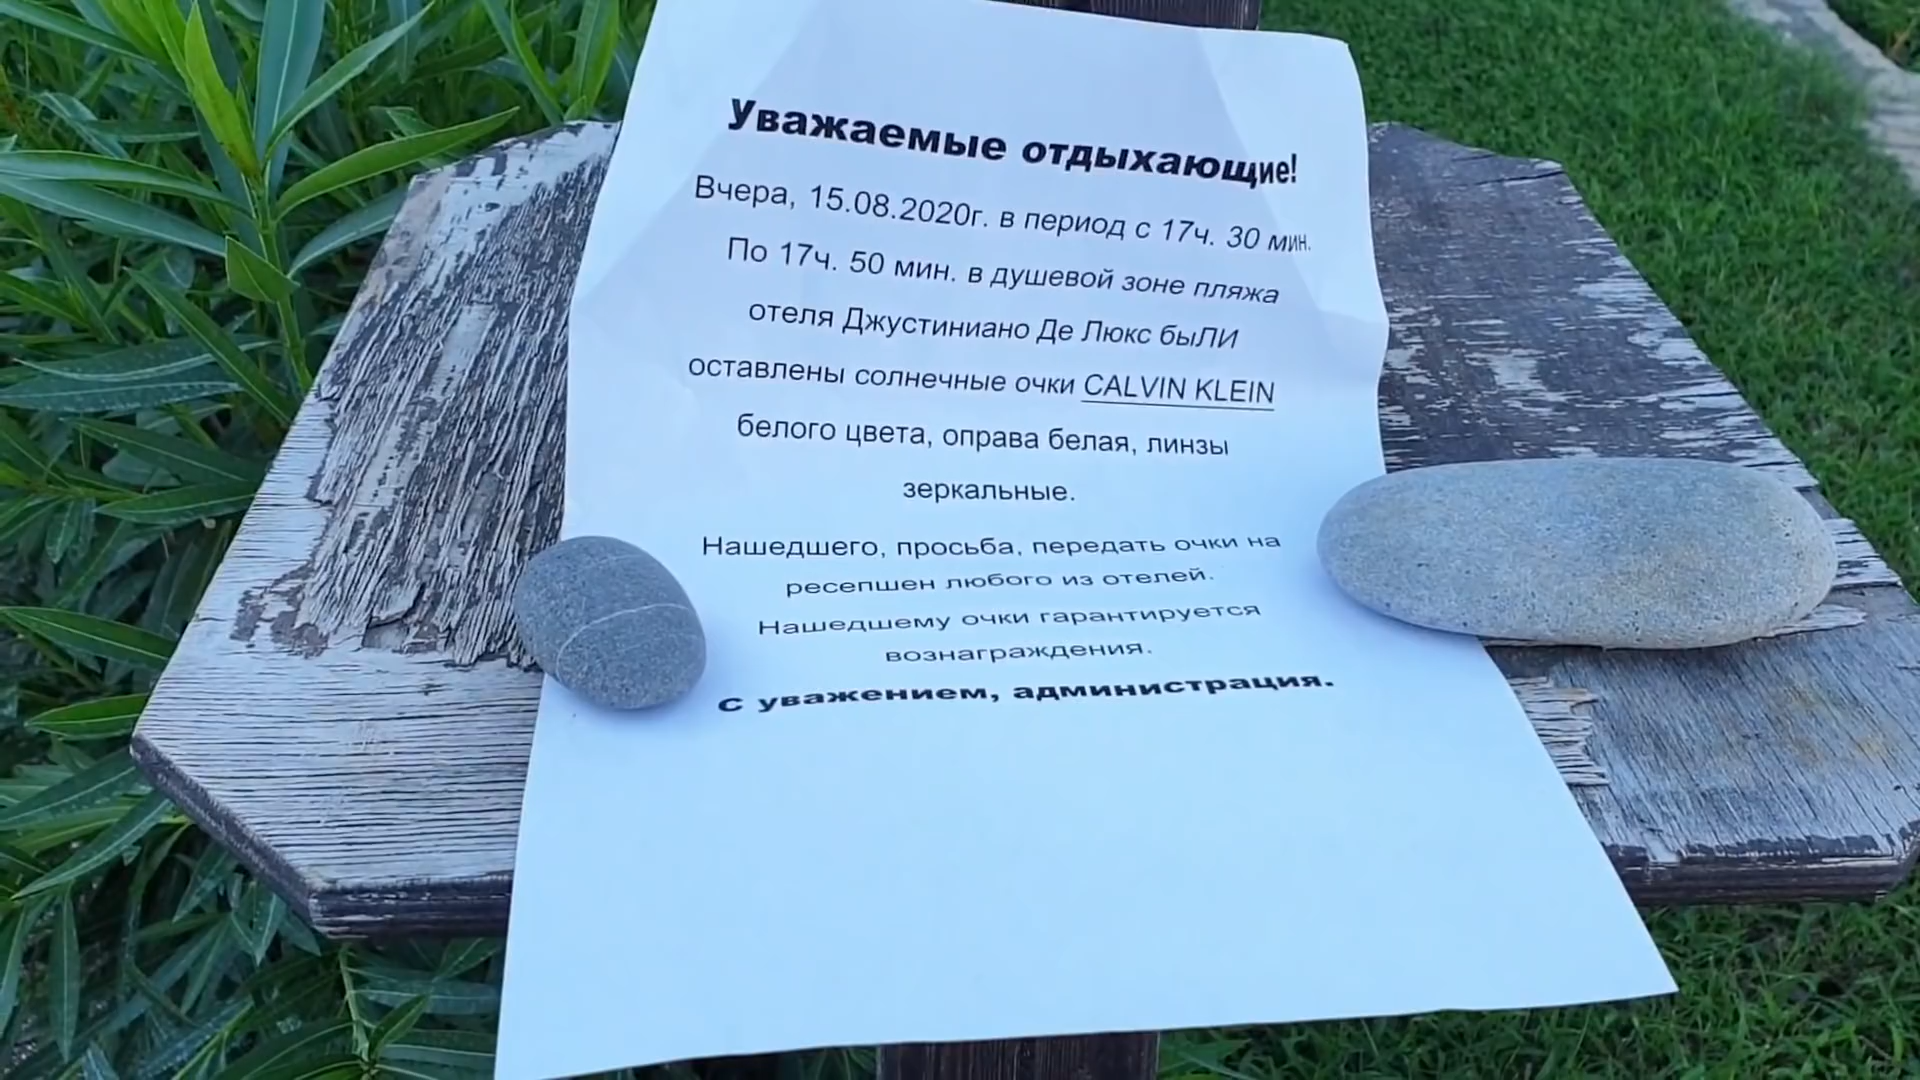 Уважаемые отдыхающие!
Вчера, 15.08.2020г. в период с 17ч. 30 мин.
По 17ч. 50 мин. в душевой зоне пляжа
отеля Джустиниано Де Люкс быЛИ
оставлены солнечные очки CALVIN KLEIN
белого цвета, оправа белая, линзы
зеркальные.
Нашедшего, просьба, передать очки на
ресепшен любого из отелей.
Нашедшему очки гарантируется
вознаграждения.
С уважением, администрация.